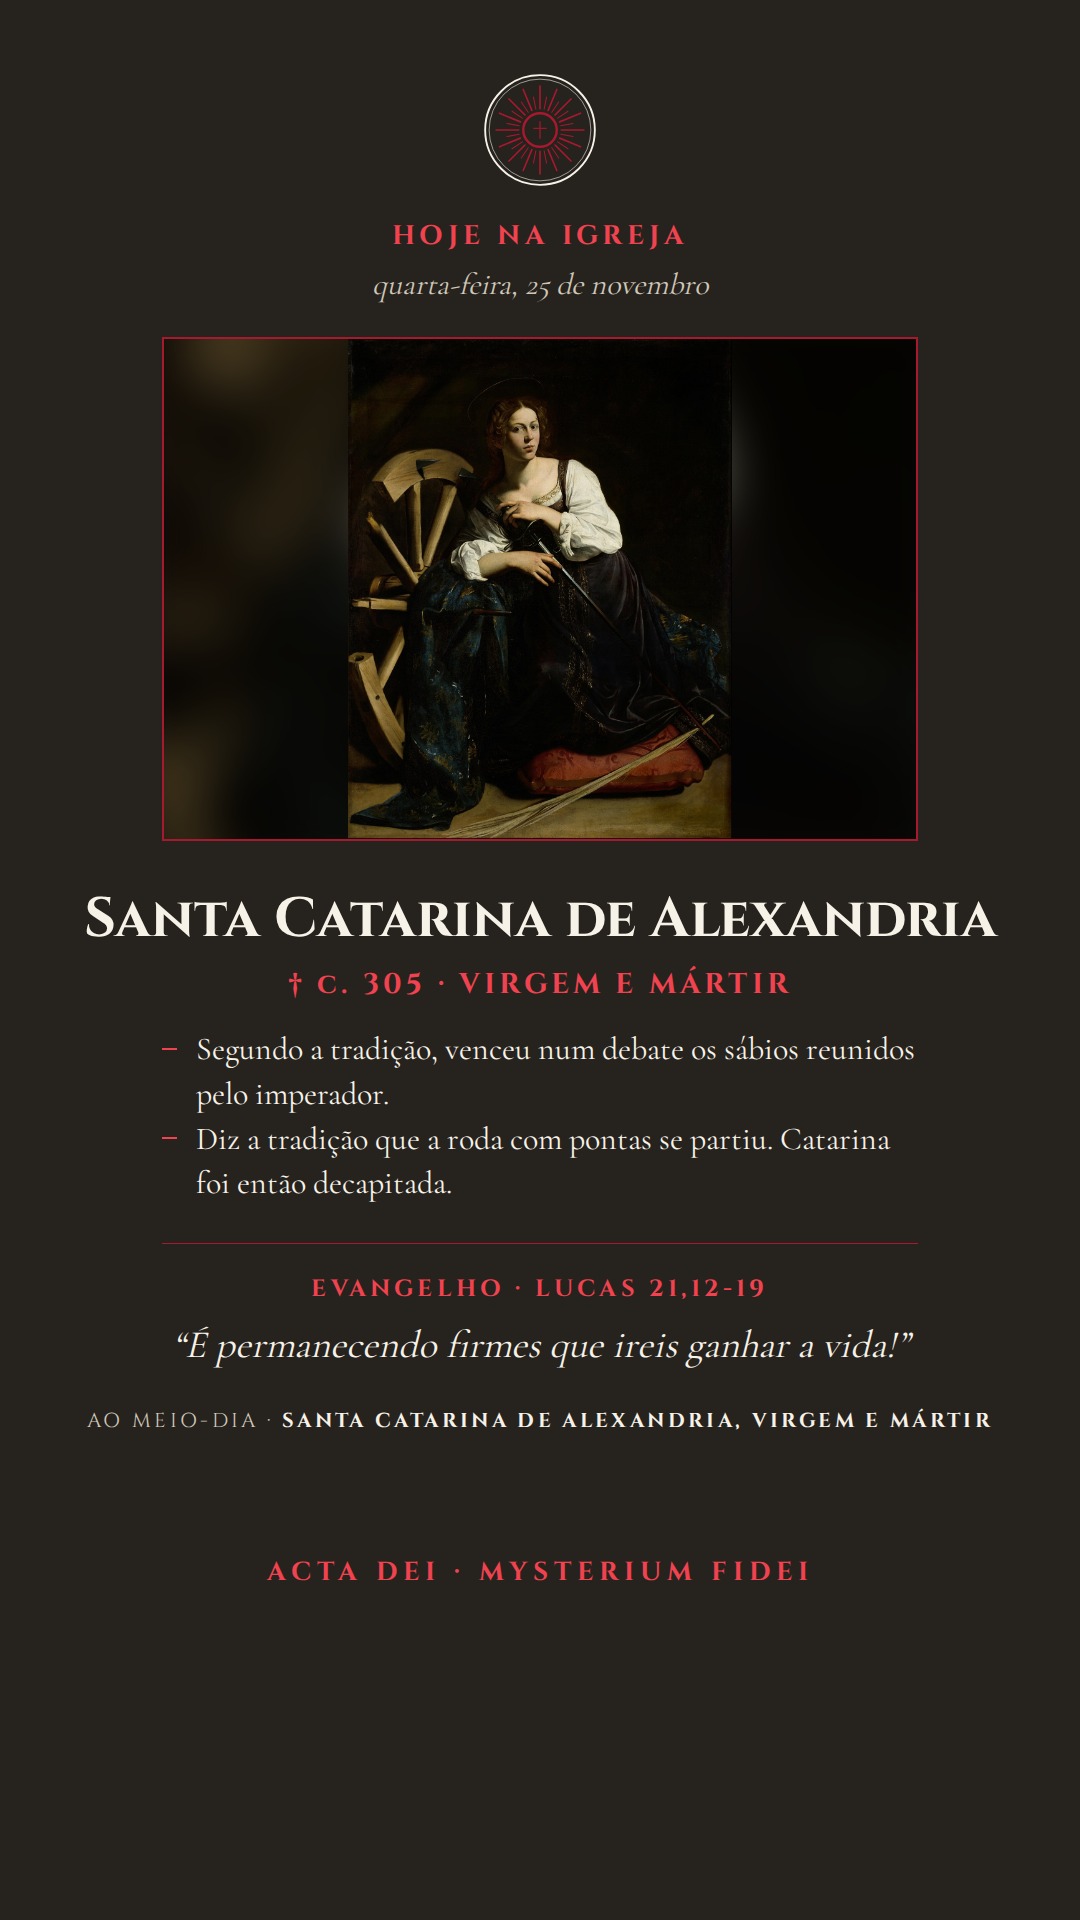 HOJE NA IGREJA
quarta-feira, 25 de novembro
SANTA CATARINA DE ALEXANDRIA
† C. 305 · VIRGEM E MÁRTIR
– Segundo a tradição, venceu num debate os sábios reunidos
pelo imperador.
– Diz a tradição que a roda com pontas se partiu. Catarina
foi então decapitada.
EVANGELHO · LUCAS 21,12-19
“É permanecendo firmes que ireis ganhar a vida!”
AO MEIO-DIA · SANTA CATARINA DE ALEXANDRIA, VIRGEM E MÁRTIR
ACTA DEI · MYSTERIUM FIDEI